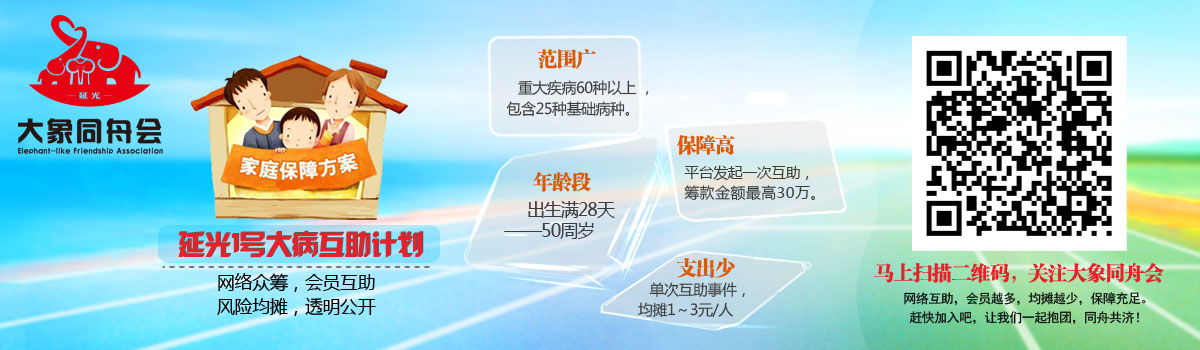 延光
大象同舟会
Elephant-like Friendship Association
家庭保障方案
延光1号大病互助计划
网络众筹，会员互助
风险均摊，透明公开
范围广
重大疾病60种以上，
包含25种基础病种。
年龄段
出生满28天
——50周岁
保障高
平台发起一次互助，
筹款金额最高30万。
支出少
单次互助事件，
均摊1～3元/人
马上扫描二维码，关注大象同舟会
网络互助，会员越多，均摊越少，保障充足。
赶快加入吧，让我们一起抱团，同舟共济！